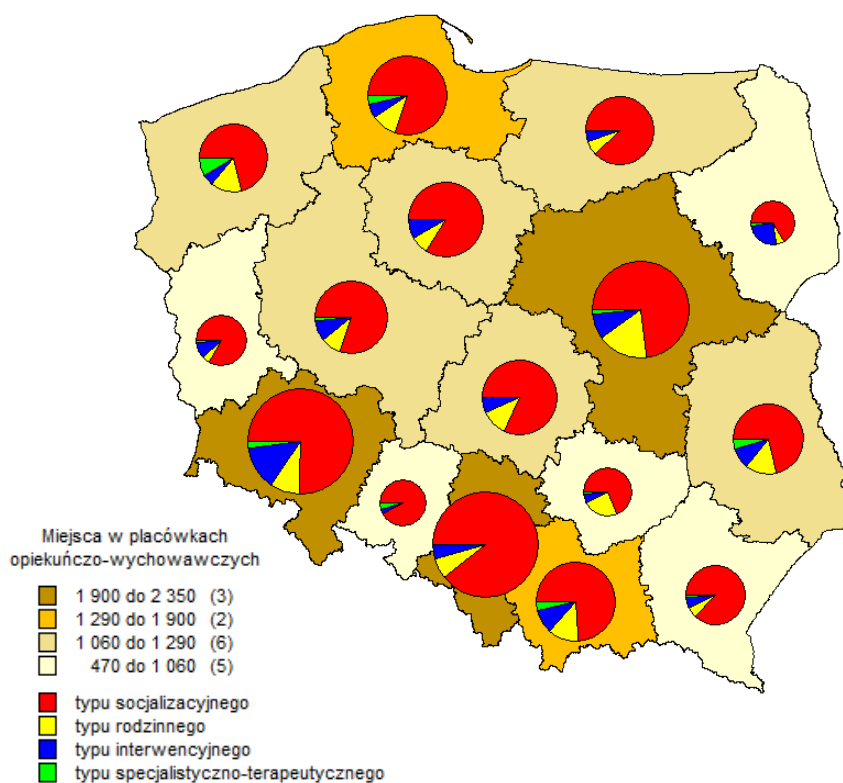 Miejsca w placówkach
opiekuńczo-wychowawczych
1 900 do 2 350 (3)
1 290 do 1 900 (2)
1 060 do 1 290 (6)
470 do 1 060 (5)
typu socjalizacyjnego
typu rodzinnego
typu interwencyjnego
typu specjalistyczno-terapeutycznego